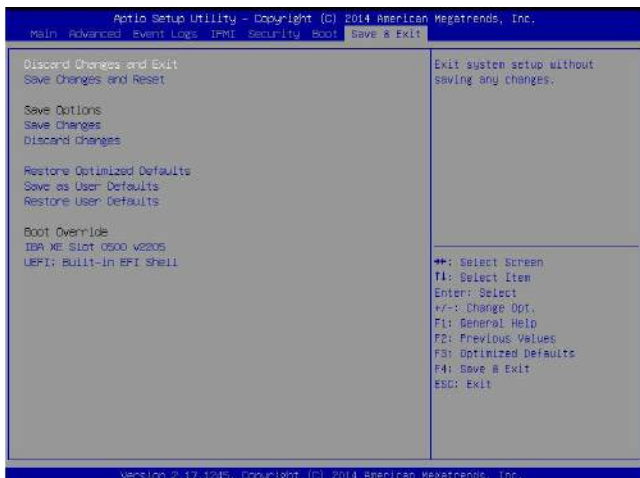 Aptio Setup Utility – Copyright (C) 2014 American Megatrends, Inc.
Main Advanced Event Logs IPMI Security Boot Save & Exit
Discard Changes and Exit
Save Changes and Reset
Save Options
Save Changes
Discard Changes
Restore Optimized Defaults
Save as User Defaults
Restore User Defaults
Boot Override
IBA XE Slot 0500 v2205
UEFI: Built-in EFI Shell
Exit system setup without
saving any changes.
→←: Select Screen
↑↓: Select Item
Enter: Select
+/-: Change Opt.
F1: General Help
F2: Previous Values
F3: Optimized Defaults
F4: Save & Exit
ESC: Exit
Version 2.17.1245. Copyright (C) 2014 American Megatrends, Inc.